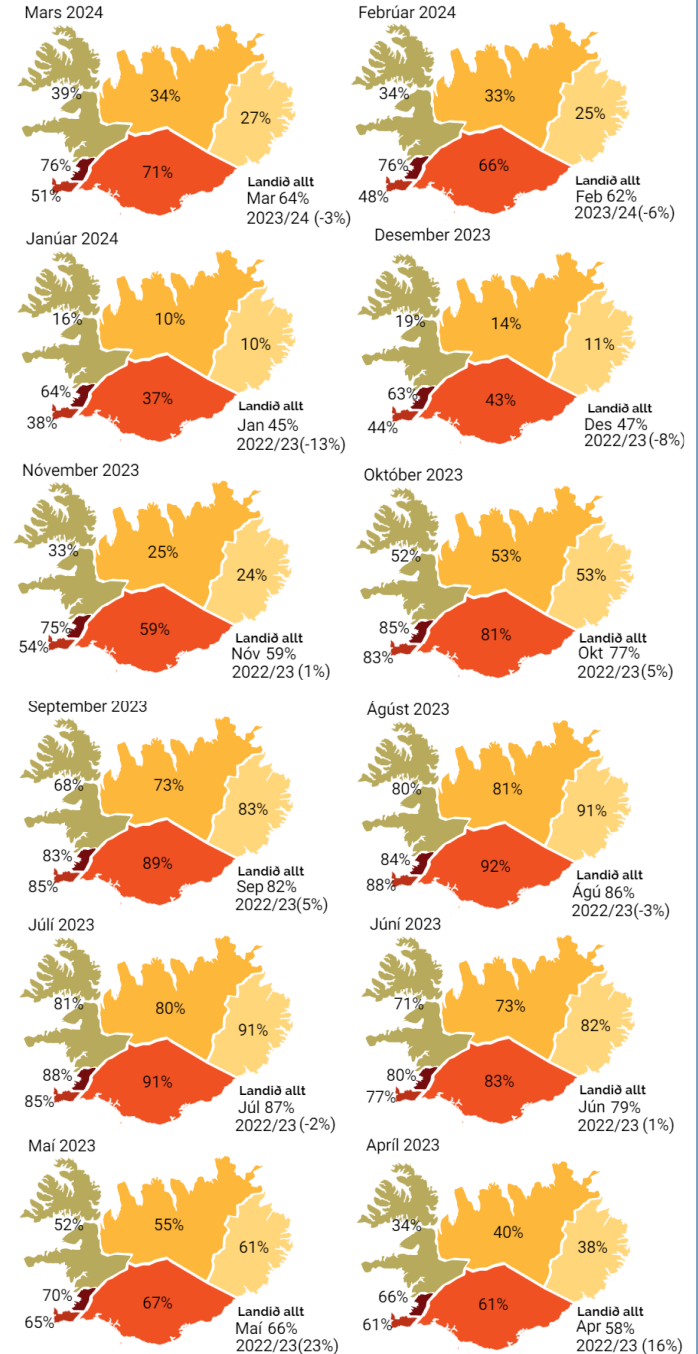 Mars 2024
39%
34%
27%
76%
71%
51%
Landið allt
Mar 64%
2023/24 (-3%)
Febrúar 2024
34%
33%
25%
76%
66%
48%
Landið allt
Feb 62%
2023/24(-6%)
Janúar 2024
16%
10%
10%
64%
37%
38%
Landið allt
Jan 45%
2022/23(-13%)
Desember 2023
19%
14%
11%
63%
43%
44%
Landið allt
Des 47%
2022/23(-8%)
Nóvember 2023
33%
25%
24%
75%
59%
54%
Landið allt
Nóv 59%
2022/23 (1%)
Október 2023
52%
53%
53%
85%
81%
83%
Landið allt
Okt 77%
2022/23(5%)
September 2023
68%
73%
83%
83%
89%
85%
Landið allt
Sep 82%
2022/23(5%)
Ágúst 2023
80%
81%
91%
84%
92%
88%
Landið allt
Ágú 86%
2022/23(-3%)
Júlí 2023
81%
80%
91%
88%
91%
85%
Landið allt
Júl 87%
2022/23 (-2%)
Júní 2023
71%
73%
82%
80%
83%
77%
Landið allt
Jún 79%
2022/23 (1%)
Maí 2023
52%
55%
61%
70%
67%
65%
Landið allt
Maí 66%
2022/23(23%)
Apríl 2023
34%
40%
38%
66%
61%
61%
Landið allt
Apr 58%
2022/23 (16%)